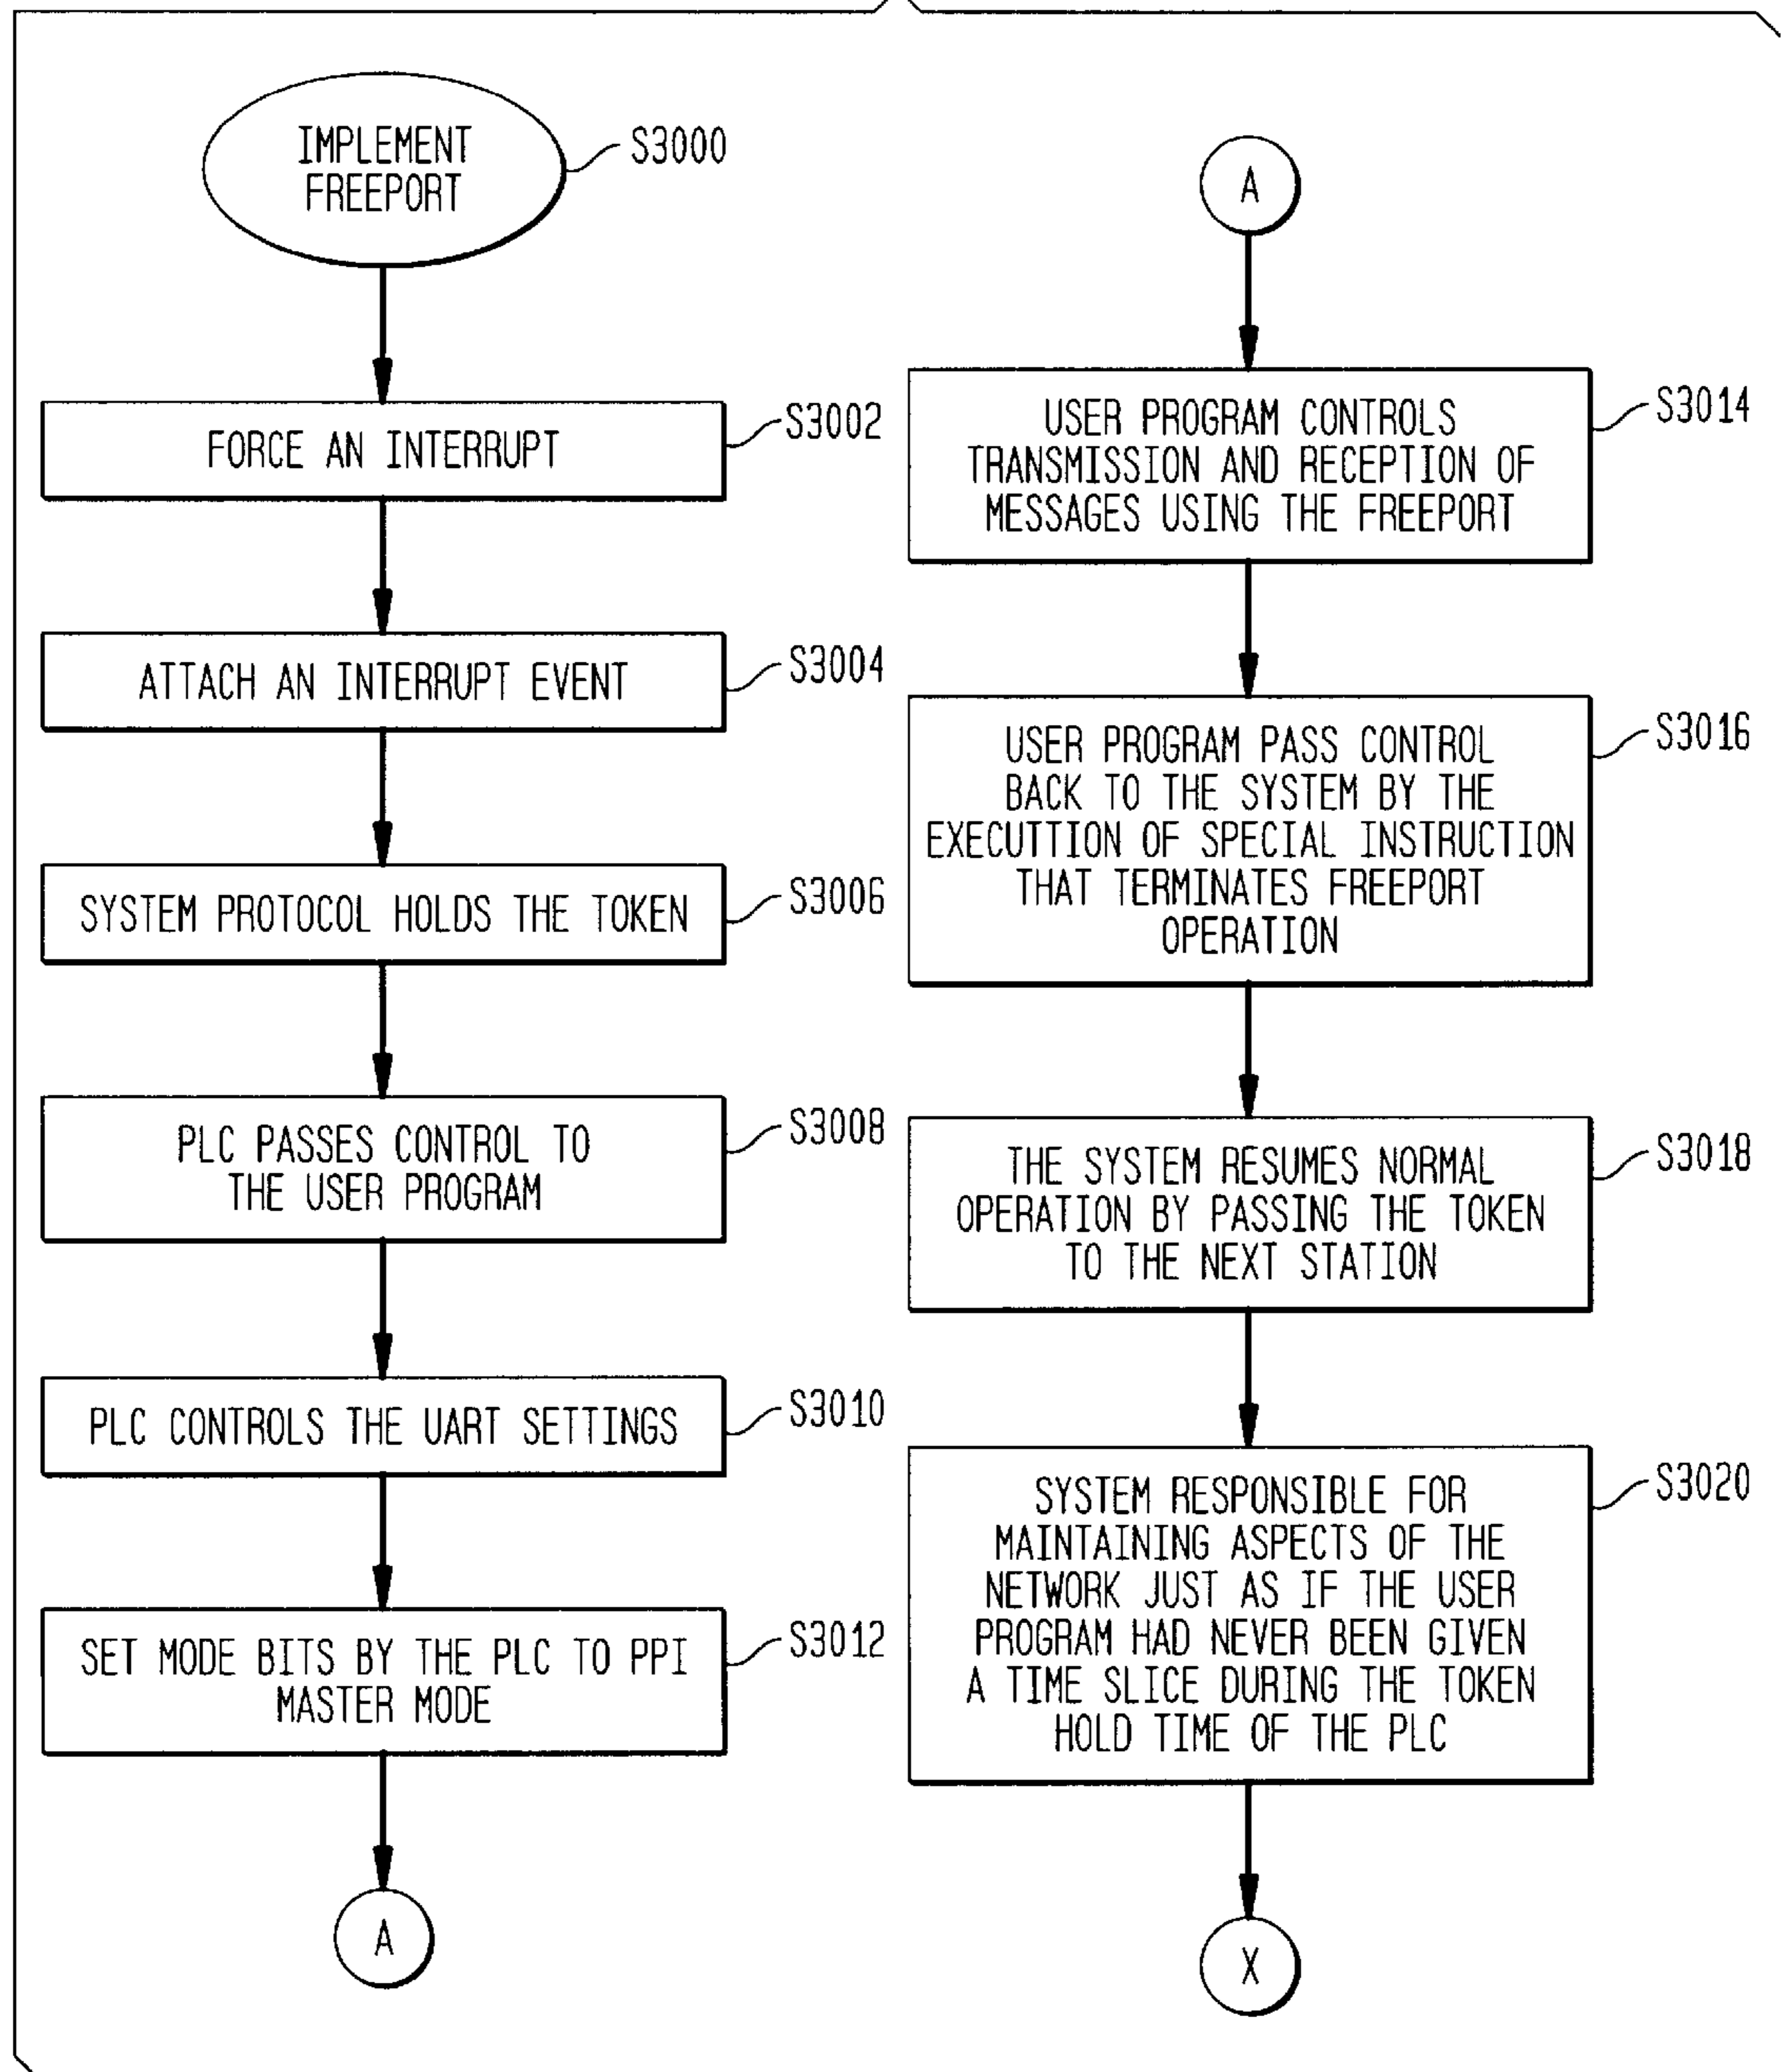 IMPLEMENT
FREEPORT
S3000
FORCE AN INTERRUPT
S3002
ATTACH AN INTERRUPT EVENT
S3004
SYSTEM PROTOCOL HOLDS THE TOKEN
S3006
PLC PASSES CONTROL TO
THE USER PROGRAM
S3008
PLC CONTROLS THE UART SETTINGS
S3010
SET MODE BITS BY THE PLC TO PPI
MASTER MODE
S3012
A
A
USER PROGRAM CONTROLS
TRANSMISSION AND RECEPTION OF
MESSAGES USING THE FREEPORT
S3014
USER PROGRAM PASS CONTROL
BACK TO THE SYSTEM BY THE
EXECUTTION OF SPECIAL INSTRUCTION
THAT TERMINATES FREEPORT
OPERATION
S3016
THE SYSTEM RESUMES NORMAL
OPERATION BY PASSING THE TOKEN
TO THE NEXT STATION
S3018
SYSTEM RESPONSIBLE FOR
MAINTAINING ASPECTS OF THE
NETWORK JUST AS IF THE USER
PROGRAM HAD NEVER BEEN GIVEN
A TIME SLICE DURING THE TOKEN
HOLD TIME OF THE PLC
S3020
X